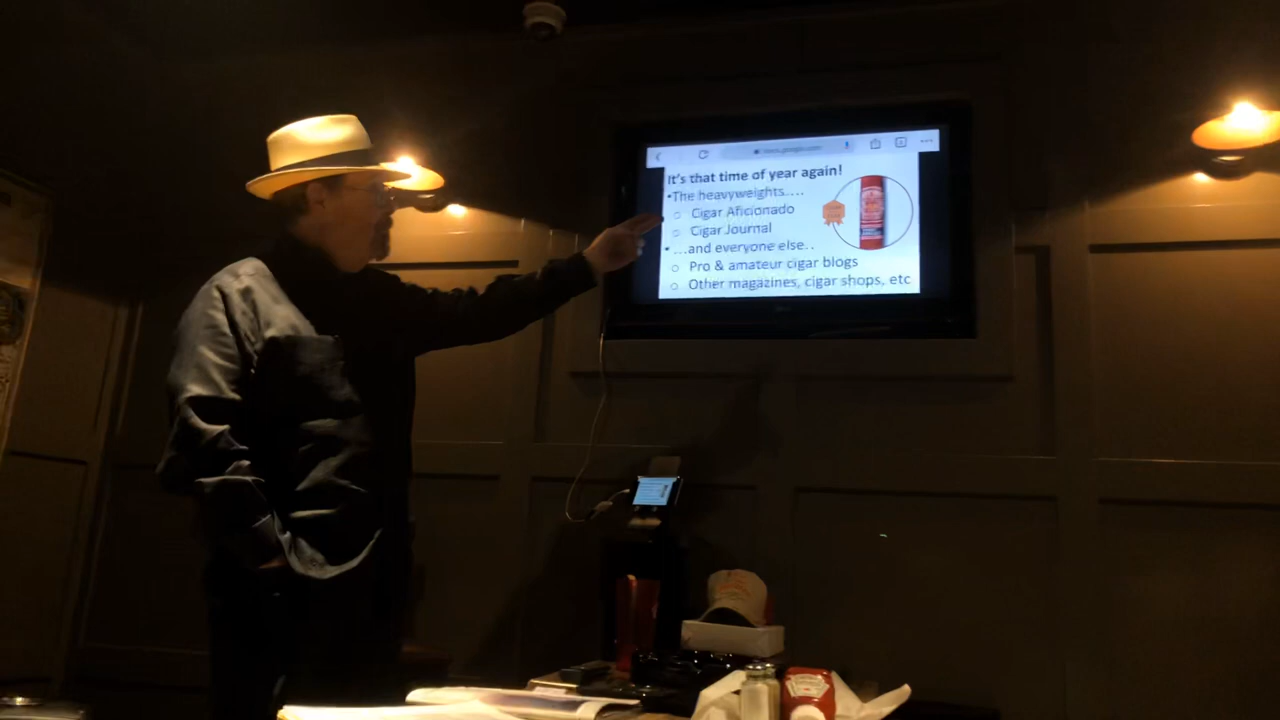 It's that time of year again!
•The heavyweights....
○ Cigar Aficionado
○ Cigar Journal
• ...and everyone else..
○ Pro & amateur cigar blogs
○ Other magazines, cigar shops, etc
HEINZ